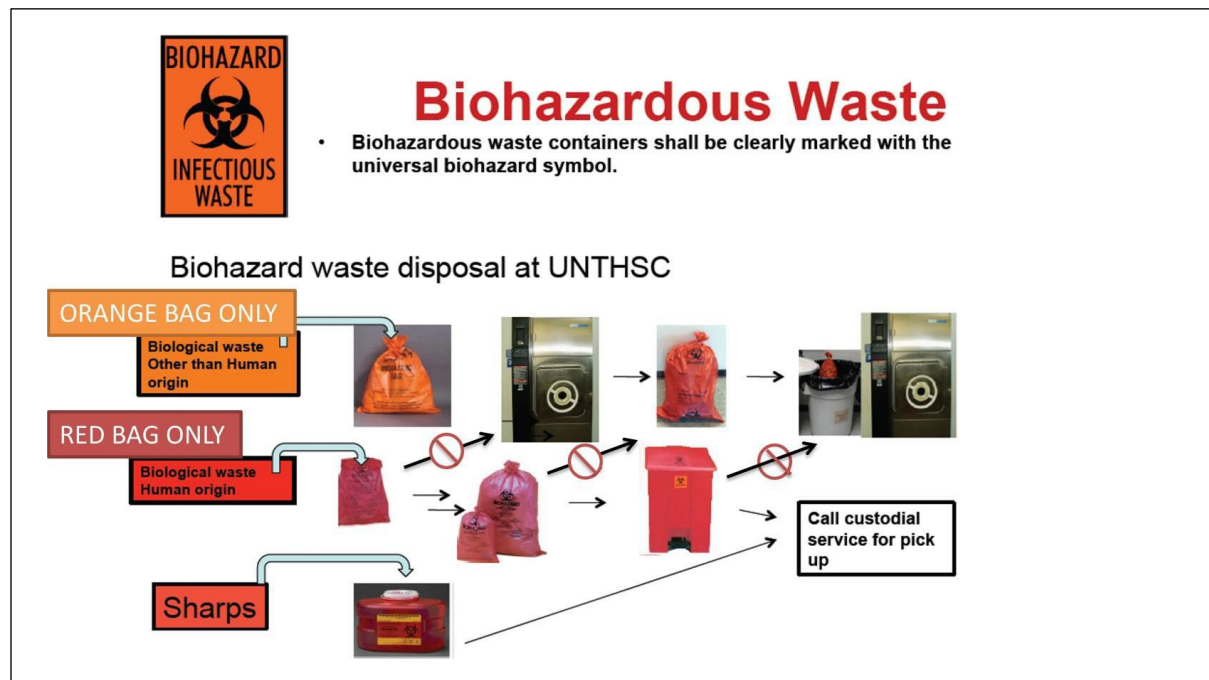 BIOHAZARD
INFECTIOUS
WASTE
Biohazardous Waste
• Biohazardous waste containers shall be clearly marked with the
universal biohazard symbol.
Biohazard waste disposal at UNTHSC
ORANGE BAG ONLY
Biological waste
Other than Human
origin
RED BAG ONLY
Biological waste
Human origin
BIOHAZARD
Call custodial
service for pick
up
Sharps